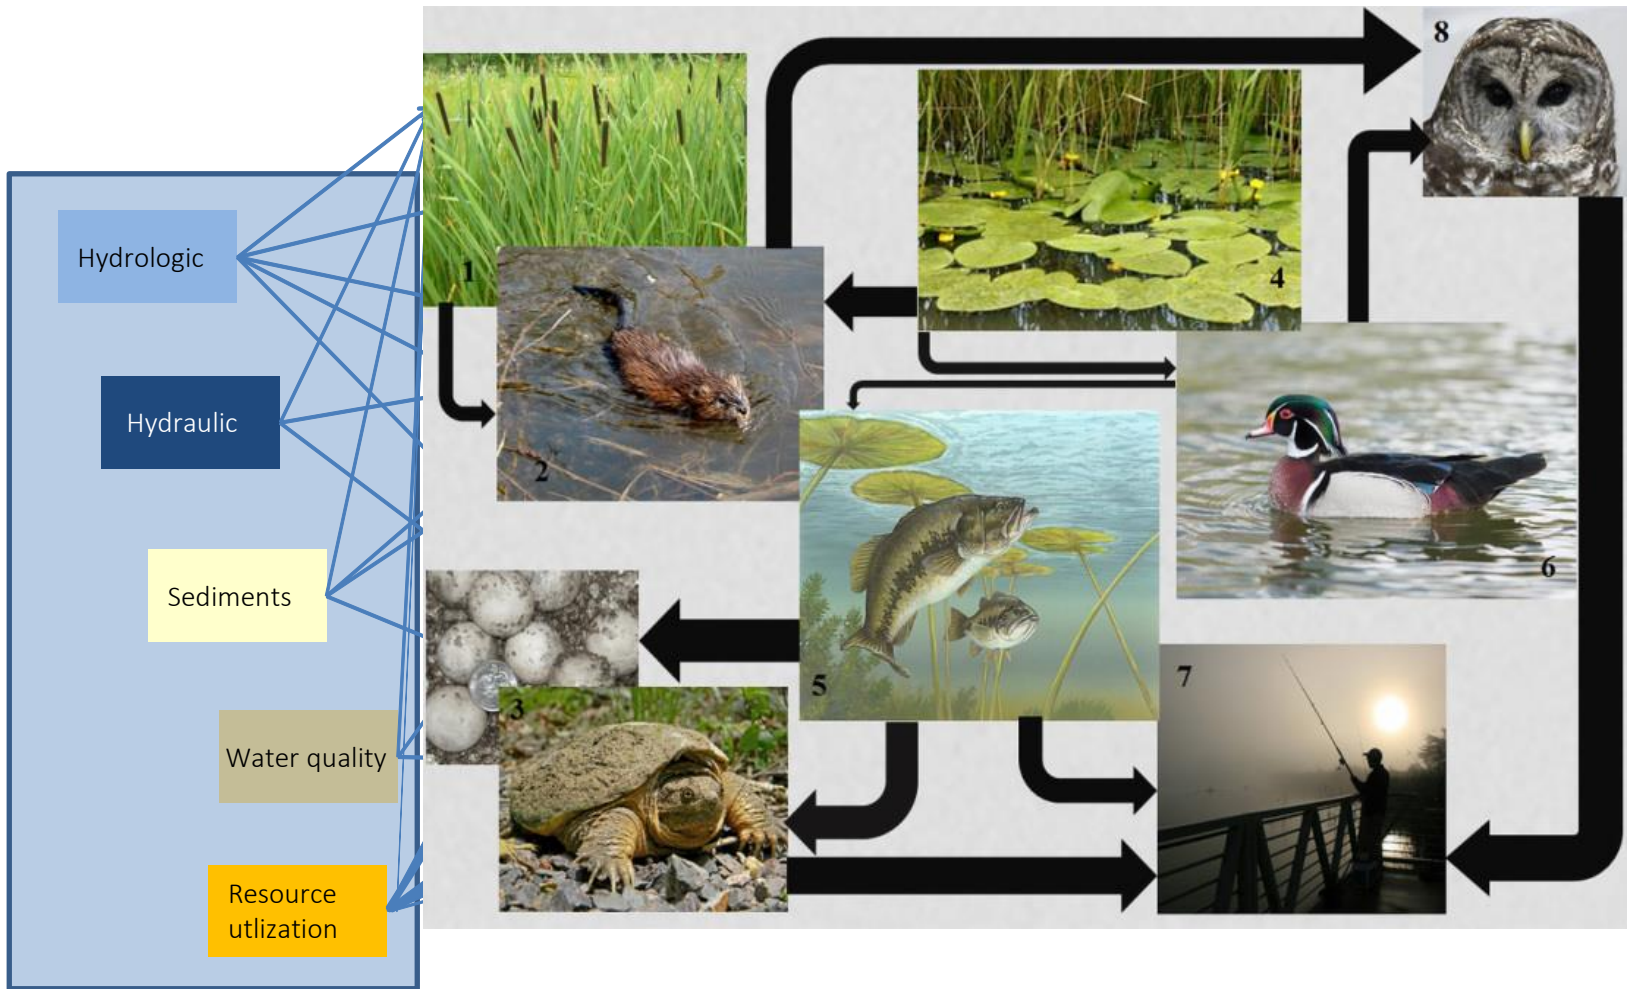 Hydrologic
Hydraulic
Sediments
Water quality
Resource
utlization
1
2
3
4
5
6
7
8